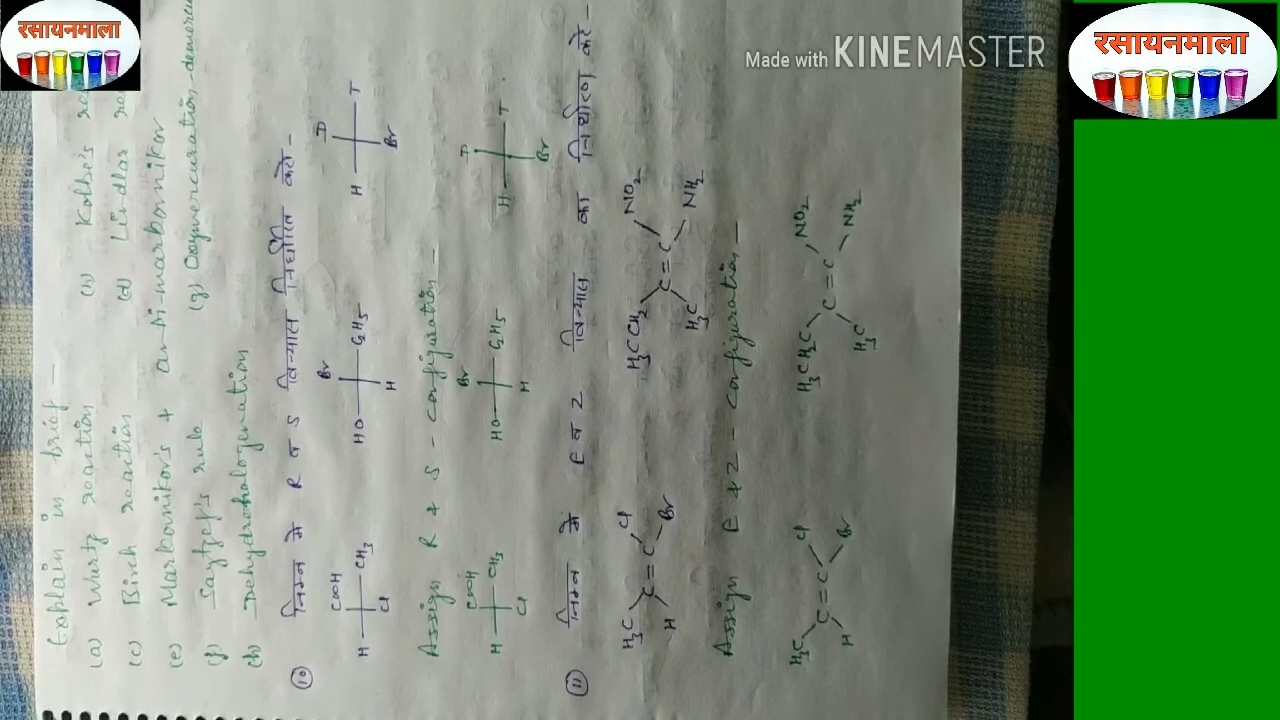 रसायनमाला
Made with KINEMASTER
रसायनमाला
Explain in brief -
(a) Wurtz reaction (b) Kolbe's
(c) Birch reaction (d) Lindlar
(e) Markovnikov's + Anti-markovnikov
(f) Saytzef's rule (g) Oxymercuration-demercu
(h) Dehydrohalogenation
(10) निम्न में R व S विन्यास निर्धारित करो -
COOH Br D
H CH3 HO C2H5 H T
Cl H Br
Assign R & S - configuration -
COOH Br D
H CH3 HO C2H5 H T
Cl H Br
(11) निम्न में E व Z विन्यास का निर्धारण करे -
H3C Cl H3CCH2 NO2
C=C C=C
H Br H3C NH2
Assign E & Z - configuration -
H3C Cl H3CH2C NO2
C=C C=C
H Br H3C NH2